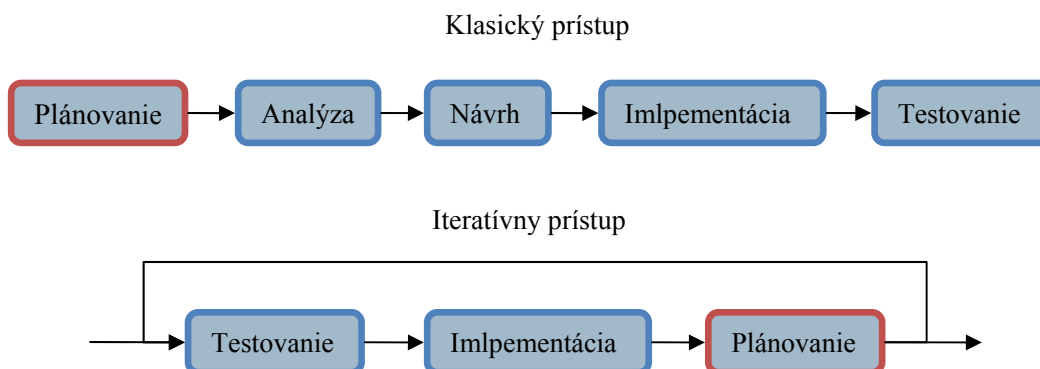 Klasický prístup
Plánovanie Analýza Návrh Imlpementácia Testovanie
Iteratívny prístup
Testovanie Imlpementácia Plánovanie